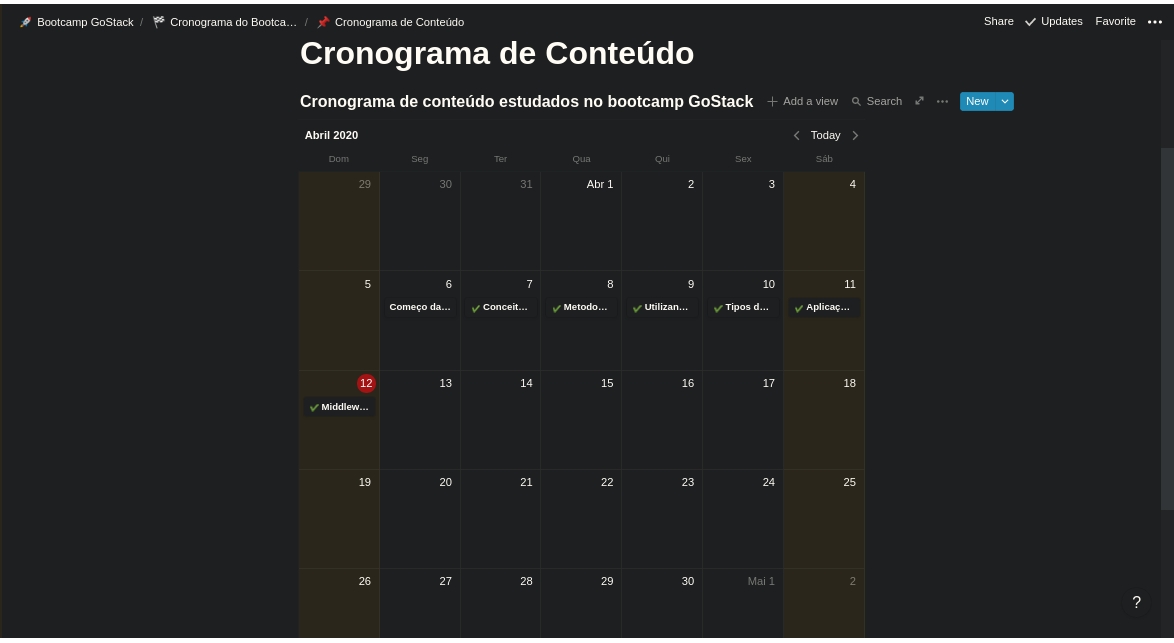 Bootcamp GoStack / Cronograma do Bootca… / Cronograma de Conteúdo Share Updates Favorite
Cronograma de Conteúdo
Cronograma de conteúdo estudados no bootcamp GoStack Add a view Search New
Abril 2020 Today
Dom Seg Ter Qua Qui Sex Sáb
29 30 31 Abr 1 2 3 4
5 6 7 8 9 10 11
Começo da… Conceit… Metodo… Utilizan… Tipos d… Aplicaç…
12 13 14 15 16 17 18
Middlew…
19 20 21 22 23 24 25
26 27 28 29 30 Mai 1 2
?